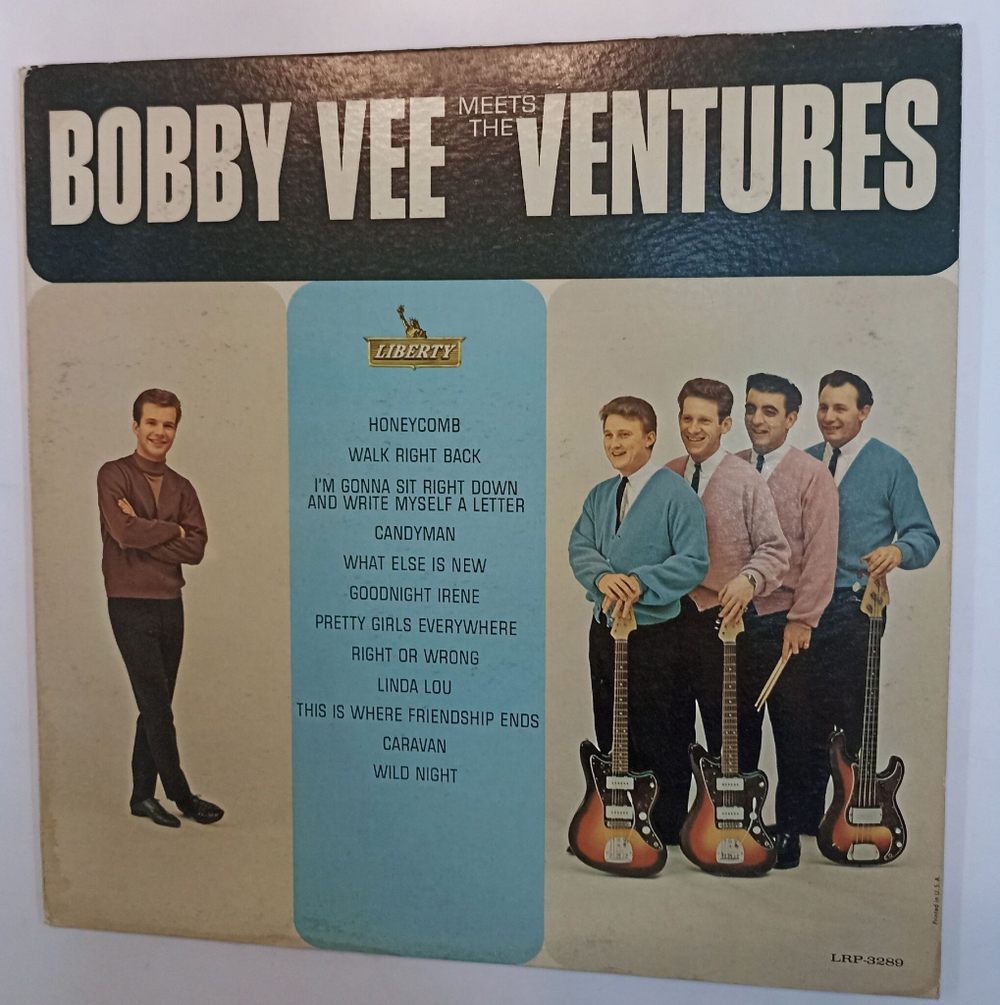 BOBBY VEE MEETS THE VENTURES
LIBERTY
HONEYCOMB
WALK RIGHT BACK
I'M GONNA SIT RIGHT DOWN
AND WRITE MYSELF A LETTER
CANDYMAN
WHAT ELSE IS NEW
GOODNIGHT IRENE
PRETTY GIRLS EVERYWHERE
RIGHT OR WRONG
LINDA LOU
THIS IS WHERE FRIENDSHIP ENDS
CARAVAN
WILD NIGHT
Printed in U.S.A.
LRP-3289